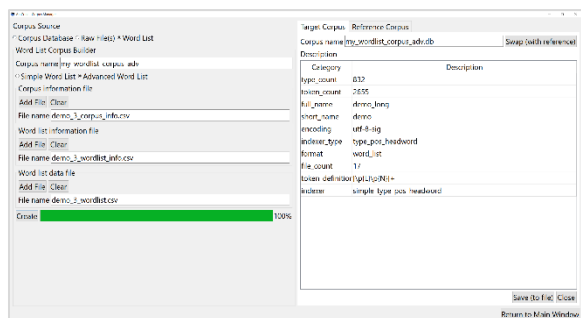 Corpus Source
Corpus Database Raw File(s) Word List
Word List Corpus Builder
Corpus name my_wordlist_corpus_adv
Simple Word List Advanced Word List
Corpus information file
Add File Clear
File name demo_3_corpus_info.csv
Word list information file
Add File Clear
File name demo_3_wordlist_info.csv
Word list data file
Add File Clear
File name demo_3_wordlist.csv
Create 100%
Target Corpus Reference Corpus
Corpus name my_wordlist_corpus_adv.db Swap (with reference)
Description
Category Description
type_count 832
token_count 2655
full_name demo_long
short_name demo
encoding utf-8-sig
indexer_type type_pos_headword
format word_list
file_count 17
token definition [\p{L}\p{N}]+
indexer simple_type_pos_headword
Save (to file) Close
Return to Main Window